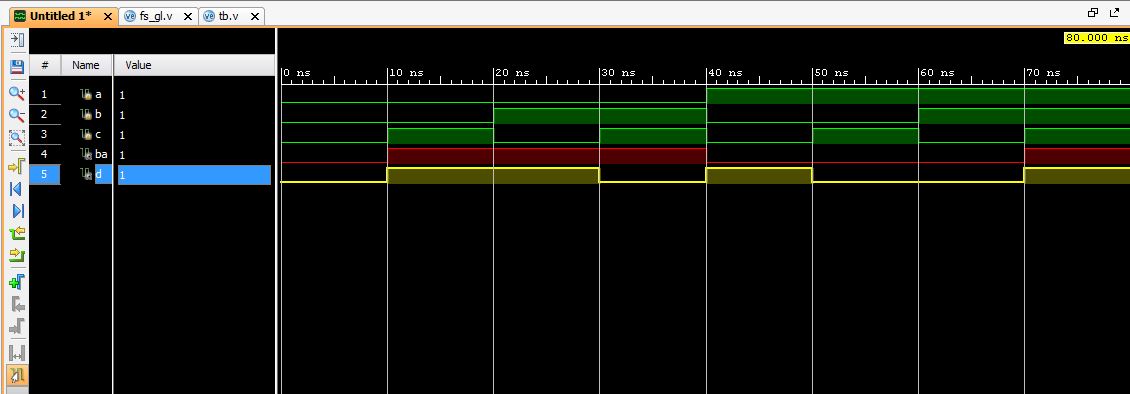 Untitled 1* fs_gl.v tb.v
80.000 ns
# Name Value
0 ns 10 ns 20 ns 30 ns 40 ns 50 ns 60 ns 70 ns
1 a 1
2 b 1
3 c 1
4 ba 1
5 d 1